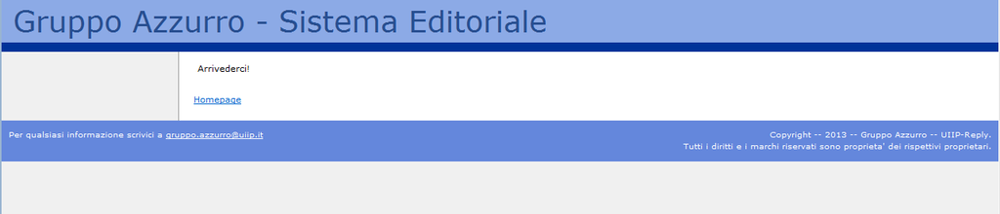 Gruppo Azzurro - Sistema Editoriale
Arrivederci!
Homepage
Per qualsiasi informazione scrivici a gruppo.azzurro@uiip.it
Copyright -- 2013 -- Gruppo Azzurro -- UIIP-Reply.
Tutti i diritti e i marchi riservati sono proprieta' dei rispettivi proprietari.